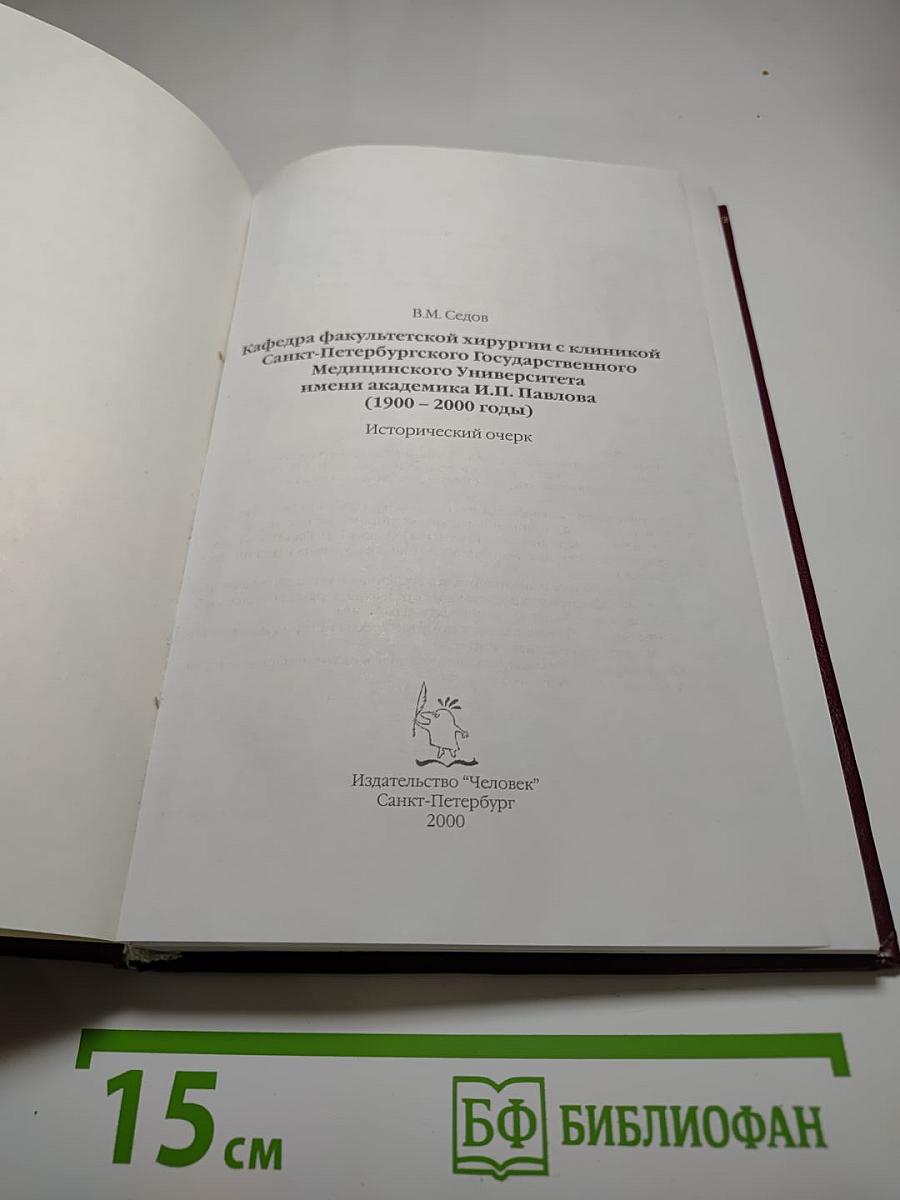 В.М. Седов
Кафедра факультетской хирургии с клиникой
Санкт-Петербургского Государственного
Медицинского Университета
имени академика И.П. Павлова
(1900 – 2000 годы)
Исторический очерк
Издательство “Человек”
Санкт-Петербург
2000
15 см
БФ БИБЛИОФАН